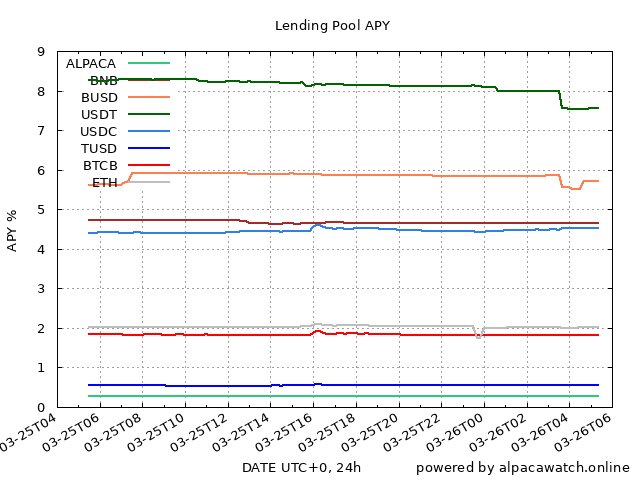 Lending Pool APY
APY %
9
8
7
6
5
4
3
2
1
0
ALPACA
BNB
BUSD
USDT
USDC
TUSD
BTCB
ETH
03-25T04
03-25T06
03-25T08
03-25T10
03-25T12
03-25T14
03-25T16
03-25T18
03-25T20
03-25T22
03-26T00
03-26T02
03-26T04
03-26T06
DATE UTC+0, 24h
powered by alpacawatch.online